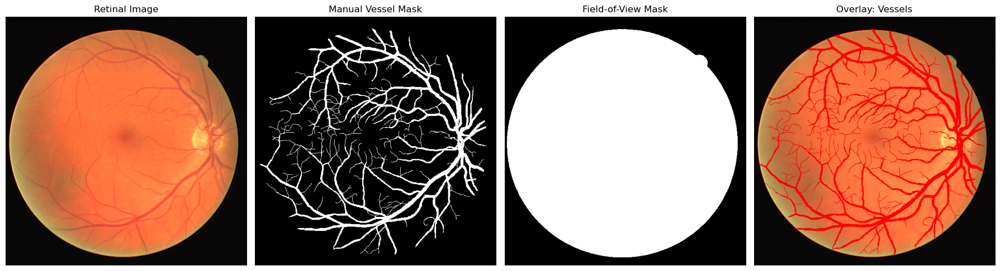 Retinal Image
Manual Vessel Mask
Field-of-View Mask
Overlay: Vessels